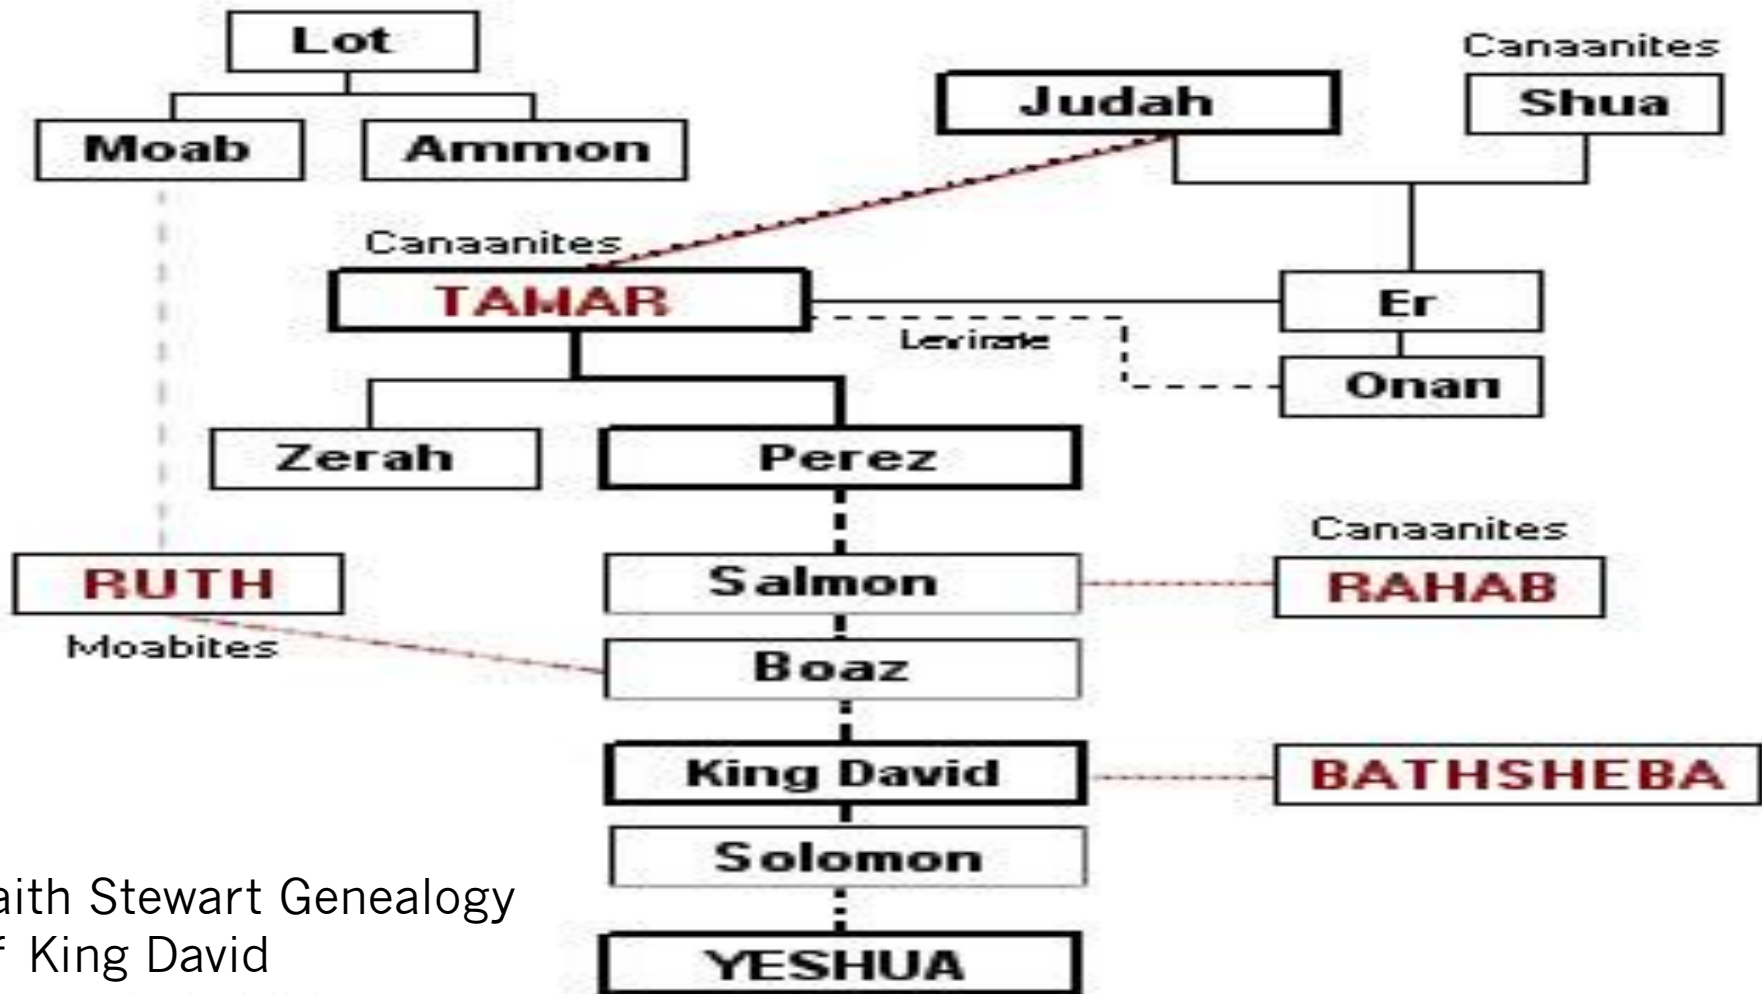 Lot
Canaanites
Judah
Shua
Moab
Ammon
Canaanites
TAMAR
Er
Levirate
Onan
Zerah
Perez
Canaanites
RUTH
Salmon
RAHAB
Moabites
Boaz
King David
BATHSHEBA
Solomon
aith Stewart Genealogy
King David
YESHUA